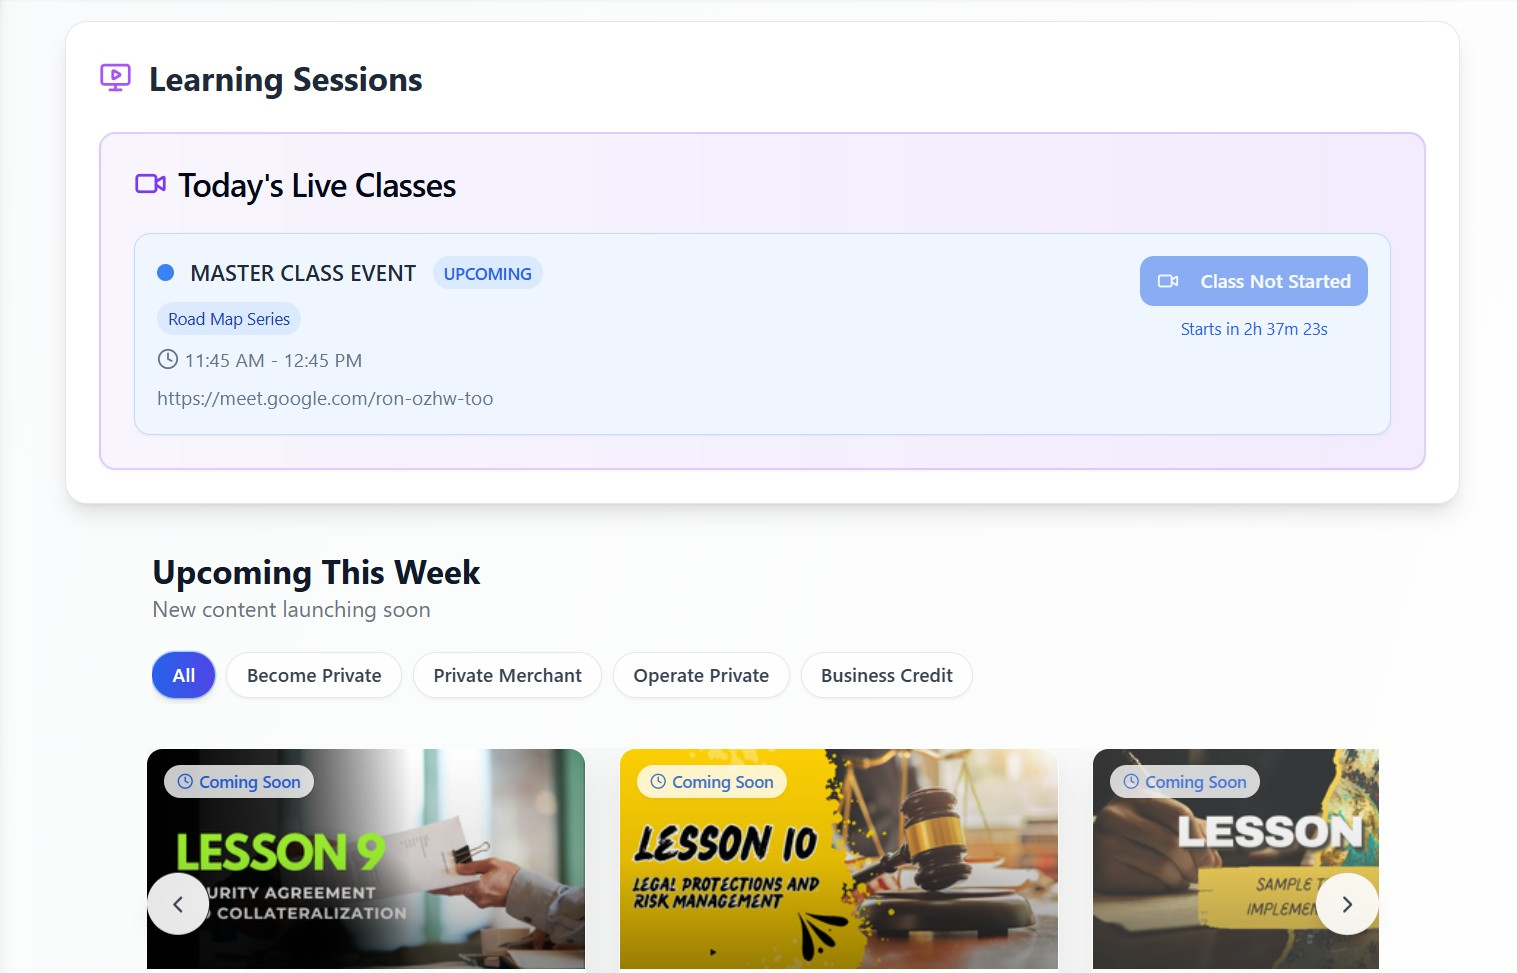 Learning Sessions
Today's Live Classes
MASTER CLASS EVENT UPCOMING
Class Not Started
Road Map Series
Starts in 2h 37m 23s
11:45 AM - 12:45 PM
https://meet.google.com/ron-ozhw-too
Upcoming This Week
New content launching soon
All Become Private Private Merchant Operate Private Business Credit
Coming Soon
LESSON 9
URITY AGREEMENT
COLLATERALIZATION
Coming Soon
LESSON 10
LEGAL PROTECTIONS AND
RISK MANAGEMENT
Coming Soon
LESSON
SAMPLE